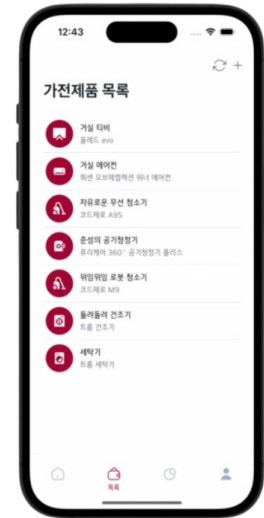 12:43
가전제품 목록
거실 티비
올레드 evo
거실 에어컨
휘센 오브제컬렉션 위너 에어컨
자유로운 무선 청소기
코드제로 A9S
준성의 공기청정기
퓨리케어 360˚ 공기청정기 플러스
위임위임 로봇 청소기
코드제로 M9
돌려돌려 건조기
트롬 건조기
세탁기
트롬 세탁기
목록